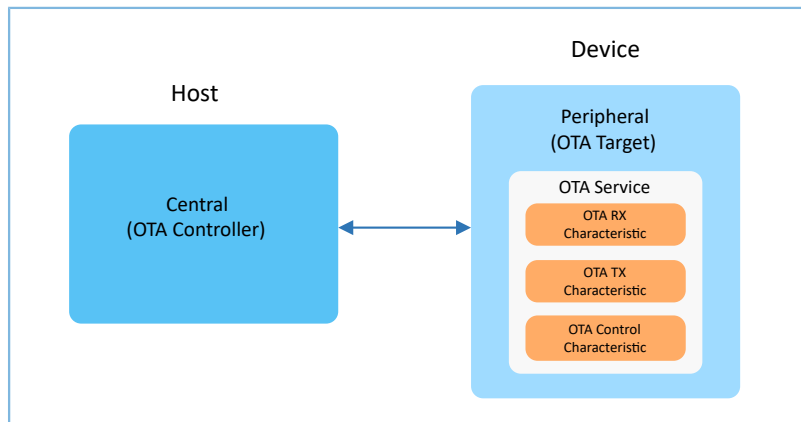 Host
Central
(OTA Controller)
Device
Peripheral
(OTA Target)
OTA Service
OTA RX
Characteristic
OTA TX
Characteristic
OTA Control
Characteristic